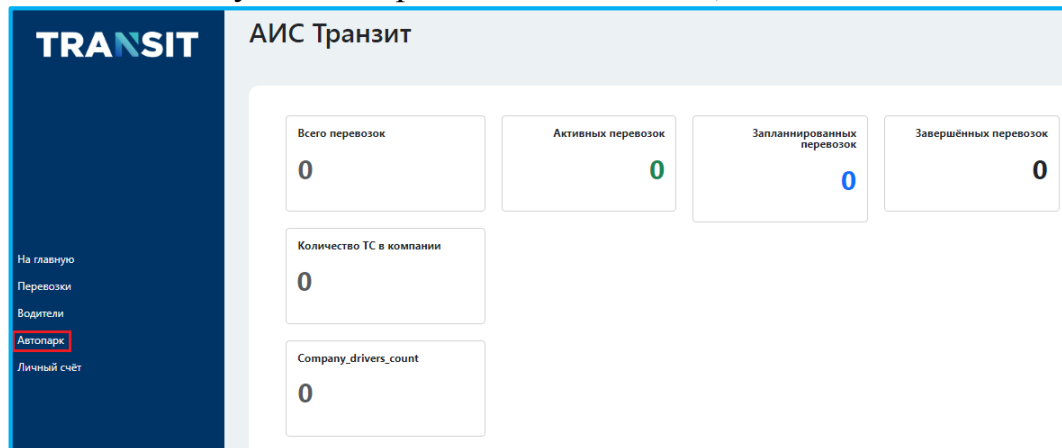 TRANSIT
АИС Транзит
Всего перевозок
0
Активных перевозок
0
Запланнированных
перевозок
0
Завершённых перевозок
0
Количество ТС в компании
0
Company_drivers_count
0
На главную
Перевозки
Водители
Автопарк
Личный счёт